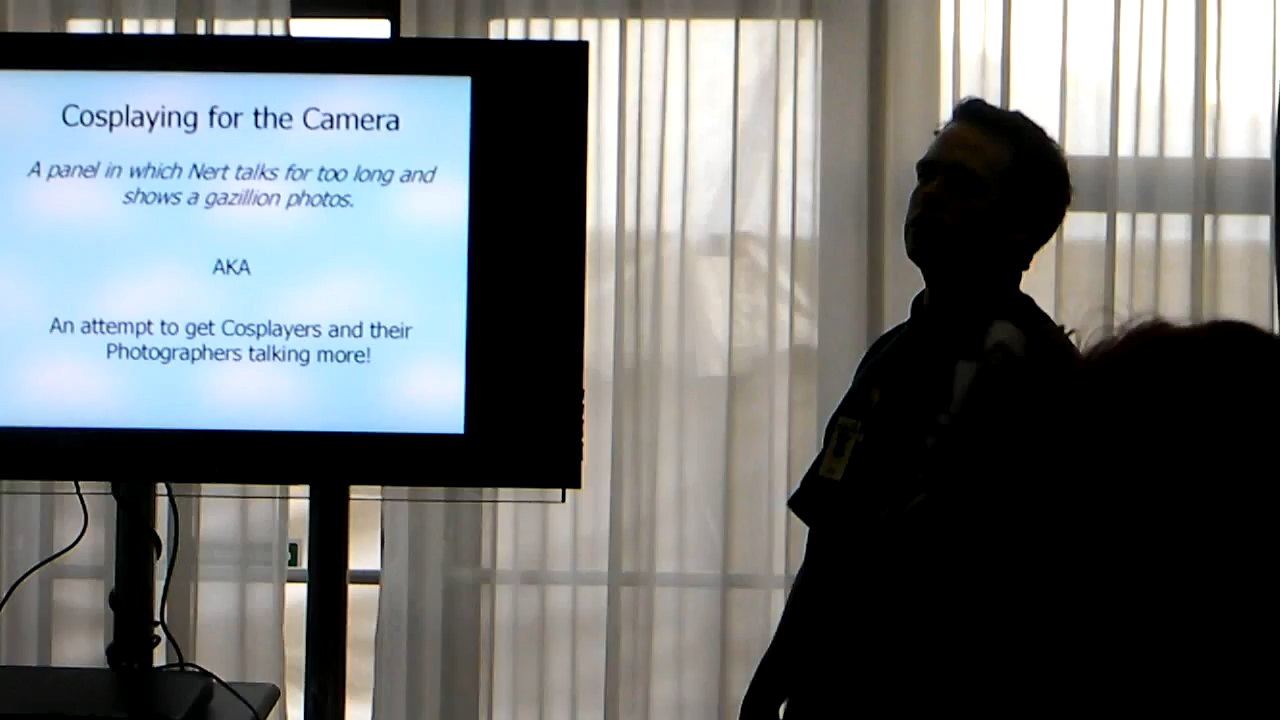 Cosplaying for the Camera
A panel in which Nert talks for too long and
shows a gazillion photos.
AKA
An attempt to get Cosplayers and their
Photographers talking more!